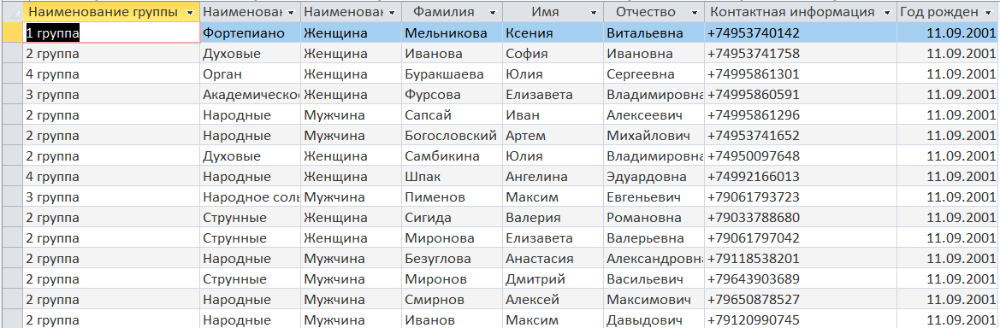 Наименование группы Наименован Наименован Фамилия Имя Отчество Контактная информация Год рожден
1 группа Фортепиано Женщина Мельникова Ксения Витальевна +74953740142 11.09.2001
2 группа Духовые Женщина Иванова София Ивановна +74953741758 11.09.2001
4 группа Орган Женщина Буракшаева Юлия Сергеевна +74995861301 11.09.2001
3 группа Академическо Женщина Фурсова Елизавета Владимировна +74995860591 11.09.2001
2 группа Народные Мужчина Сапсай Иван Алексеевич +74995861296 11.09.2001
2 группа Народные Мужчина Богословский Артем Михайлович +74953741652 11.09.2001
2 группа Духовые Женщина Самбикина Юлия Владимировна +74950097648 11.09.2001
4 группа Народные Женщина Шпак Ангелина Эдуардовна +74992166013 11.09.2001
3 группа Народное соль Мужчина Пименов Максим Евгеньевич +79061793723 11.09.2001
2 группа Струнные Женщина Сигида Валерия Романовна +79033788680 11.09.2001
2 группа Струнные Женщина Миронова Елизавета Валерьевна +79061797042 11.09.2001
2 группа Народные Мужчина Безуглова Анастасия Александровна +79118538201 11.09.2001
2 группа Струнные Мужчина Миронов Дмитрий Васильевич +79643903689 11.09.2001
2 группа Народные Мужчина Смирнов Алексей Максимович +79650878527 11.09.2001
2 группа Народные Мужчина Иванов Максим Давыдович +79120990745 11.09.2001